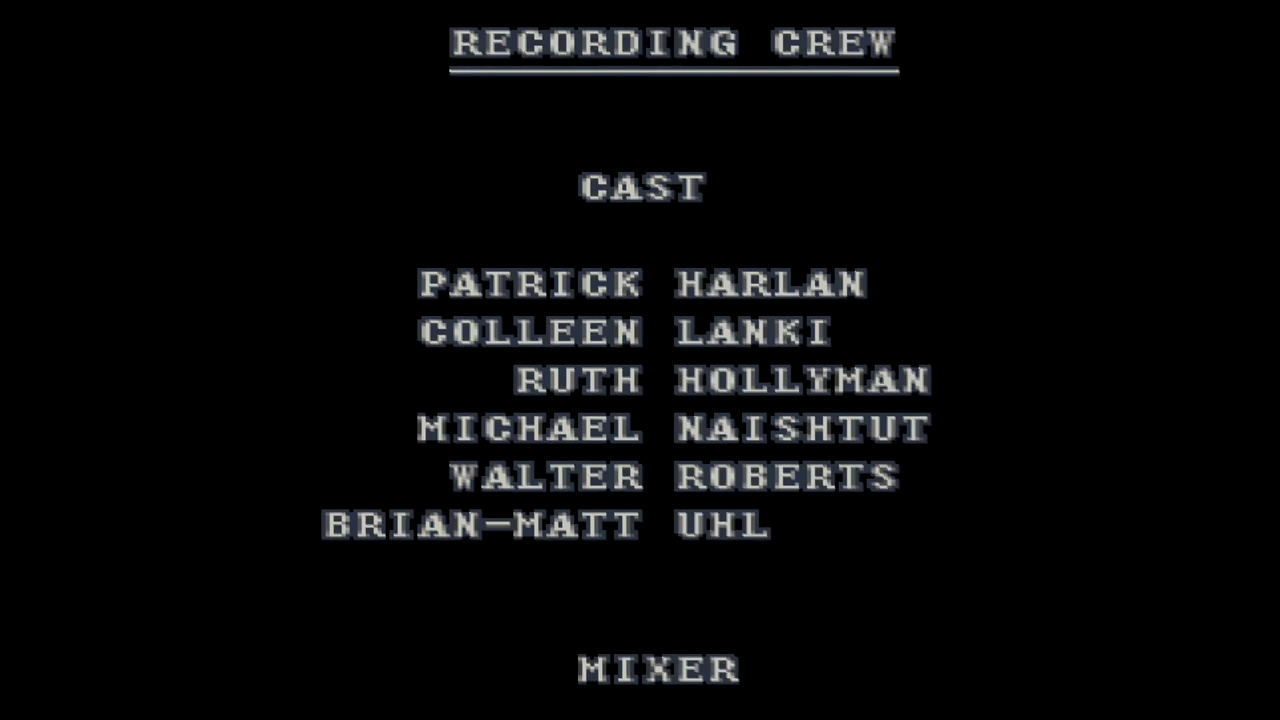 RECORDING CREW
CAST
PATRICK HARLAN
COLLEEN LANKI
RUTH HOLLYMAN
MICHAEL NAISHTUT
WALTER ROBERTS
BRIAN-MATT UHL
MIXER